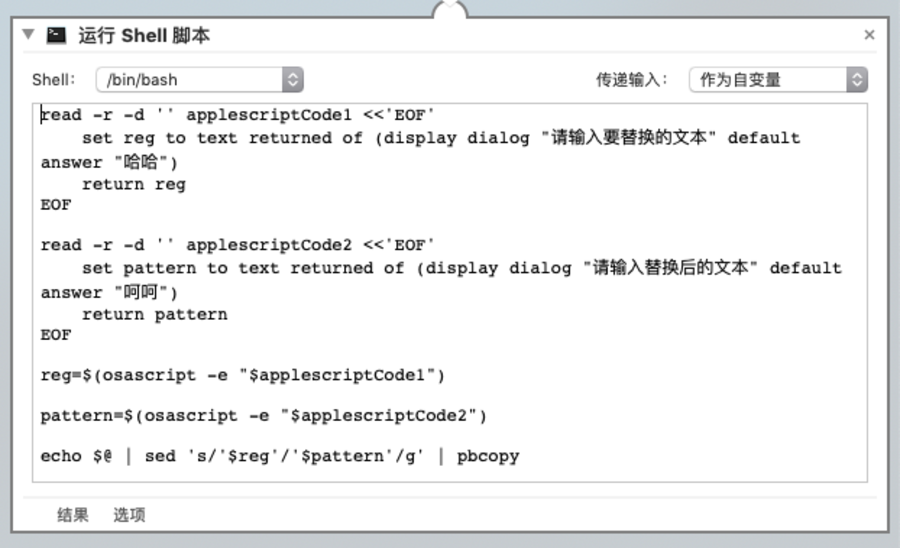 运行 Shell 脚本
Shell: /bin/bash 传递输入: 作为自变量
read -r -d '' applescriptCode1 <<'EOF'
    set reg to text returned of (display dialog "请输入要替换的文本" default
answer "哈哈")
    return reg
EOF

read -r -d '' applescriptCode2 <<'EOF'
    set pattern to text returned of (display dialog "请输入替换后的文本" default
answer "呵呵")
    return pattern
EOF

reg=$(osascript -e "$applescriptCode1")

pattern=$(osascript -e "$applescriptCode2")

echo $@ | sed 's/'$reg'/'$pattern'/g' | pbcopy
结果 选项